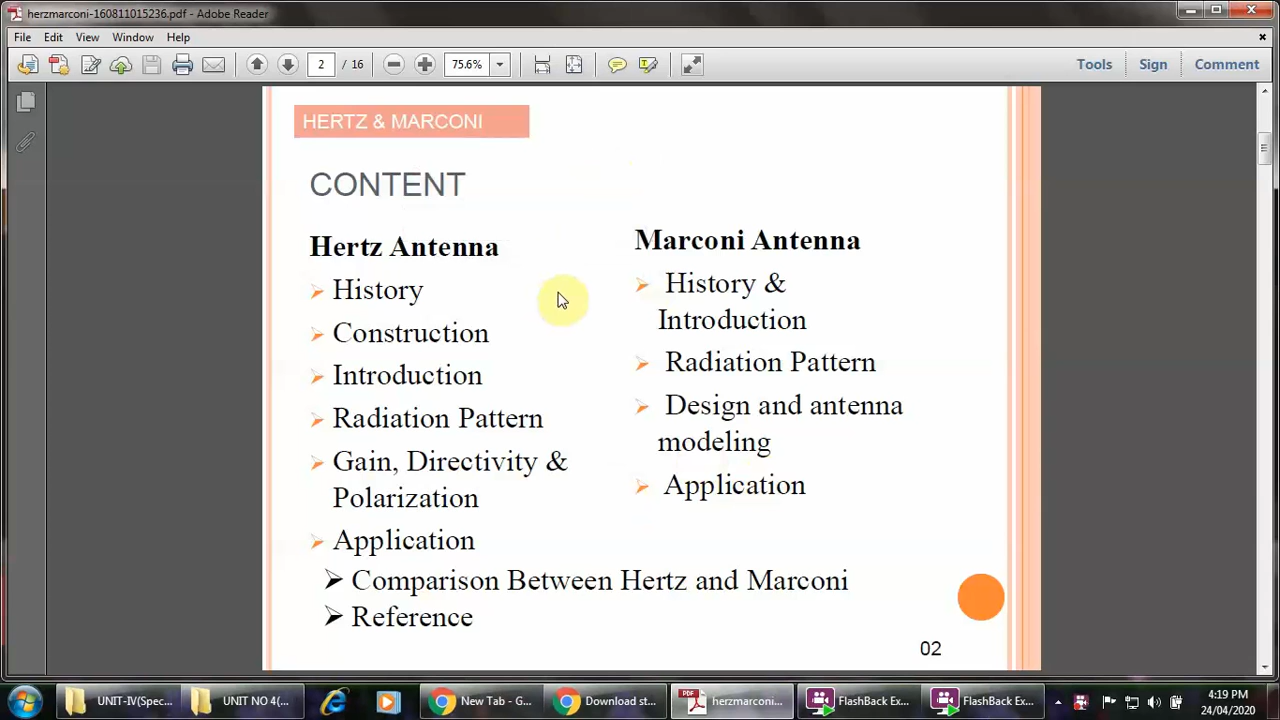 herzmarconi-160811015236.pdf - Adobe Reader
File Edit View Window Help
2 / 16 75.6% Tools Sign Comment
HERTZ & MARCONI
CONTENT
Hertz Antenna
History
Construction
Introduction
Radiation Pattern
Gain, Directivity &
Polarization
Application
Marconi Antenna
History &
Introduction
Radiation Pattern
Design and antenna
modeling
Application
Comparison Between Hertz and Marconi
Reference
02
UNIT-IV(Spec... UNIT NO 4(... New Tab - G... Download st... herzmarconi... FlashBack Ex... FlashBack Ex...
4:19 PM
24/04/2020